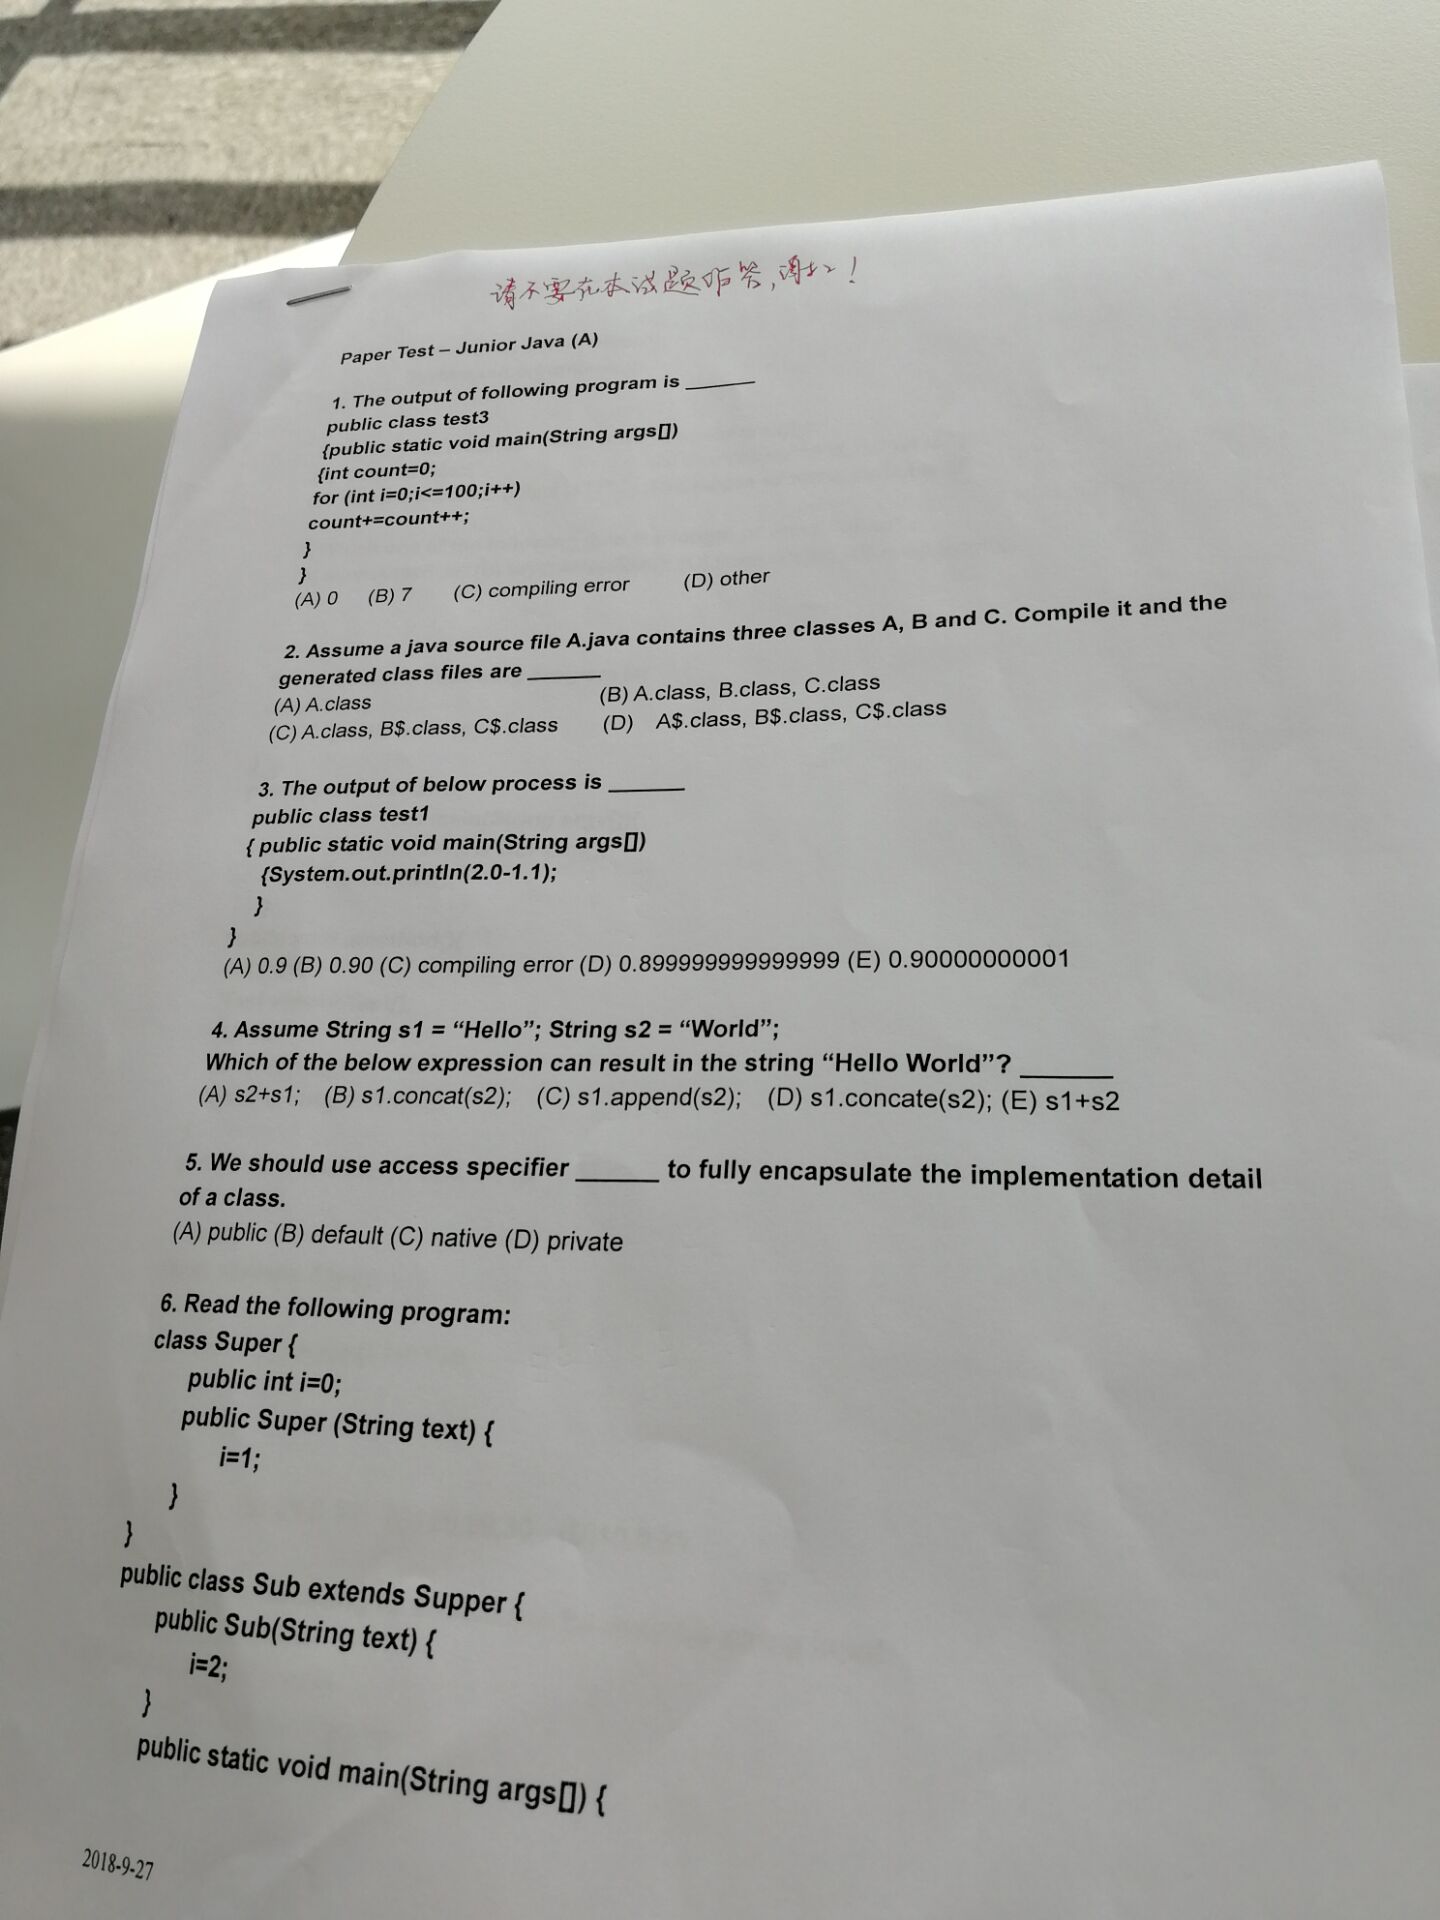 请不要在本试题作答,谢谢!
Paper Test – Junior Java (A)
1. The output of following program is ______
public class test3
{public static void main(String args[])
{int count=0;
for (int i=0;i<=100;i++)
count+=count++;
}
}
(A) 0 (B) 7 (C) compiling error (D) other
2. Assume a java source file A.java contains three classes A, B and C. Compile it and the
generated class files are ______
(A) A.class (B) A.class, B.class, C.class
(C) A.class, B$.class, C$.class (D) A$.class, B$.class, C$.class
3. The output of below process is ______
public class test1
{ public static void main(String args[])
{System.out.println(2.0-1.1);
}
}
(A) 0.9 (B) 0.90 (C) compiling error (D) 0.899999999999999 (E) 0.90000000001
4. Assume String s1 = “Hello”; String s2 = “World”;
Which of the below expression can result in the string “Hello World”? ______
(A) s2+s1; (B) s1.concat(s2); (C) s1.append(s2); (D) s1.concate(s2); (E) s1+s2
5. We should use access specifier ______ to fully encapsulate the implementation detail
of a class.
(A) public (B) default (C) native (D) private
6. Read the following program:
class Super {
public int i=0;
public Super (String text) {
i=1;
}
}
public class Sub extends Supper {
public Sub(String text) {
i=2;
}
public static void main(String args[]) {
2018-9-27